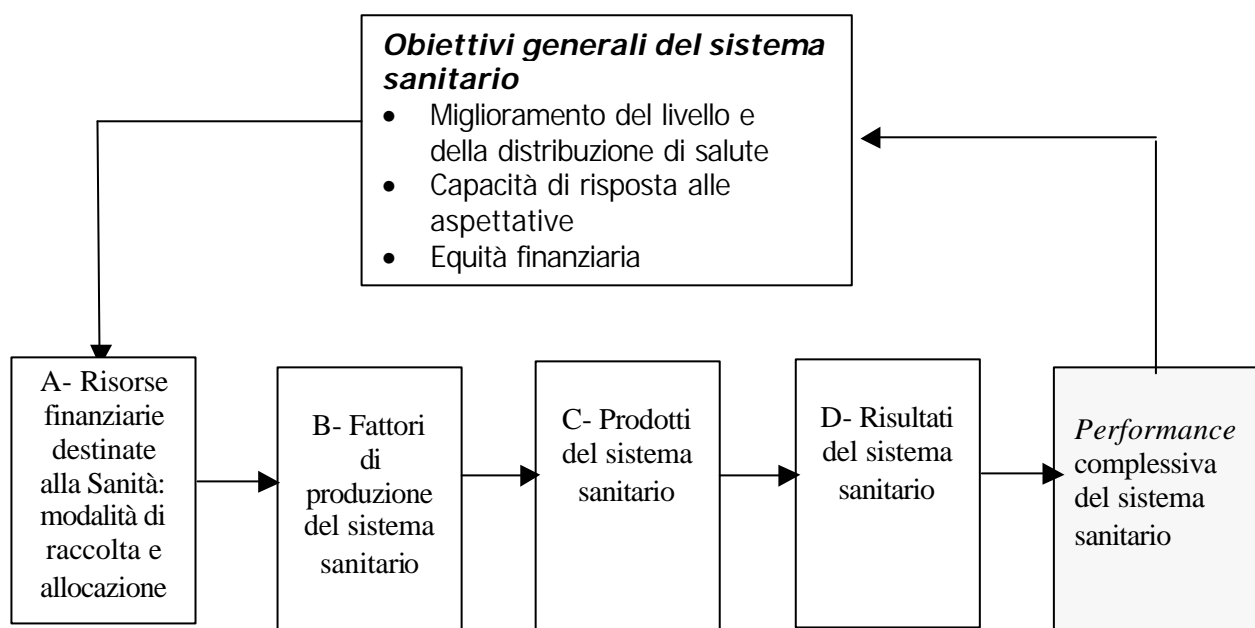 Obiettivi generali del sistema
sanitario
• Miglioramento del livello e
della distribuzione di salute
• Capacità di risposta alle
aspettative
• Equità finanziaria
A- Risorse
finanziarie
destinate
alla Sanità:
modalità di
raccolta e
allocazione
B- Fattori
di
produzione
del sistema
sanitario
C- Prodotti
del sistema
sanitario
D- Risultati
del sistema
sanitario
Performance
complessiva
del sistema
sanitario